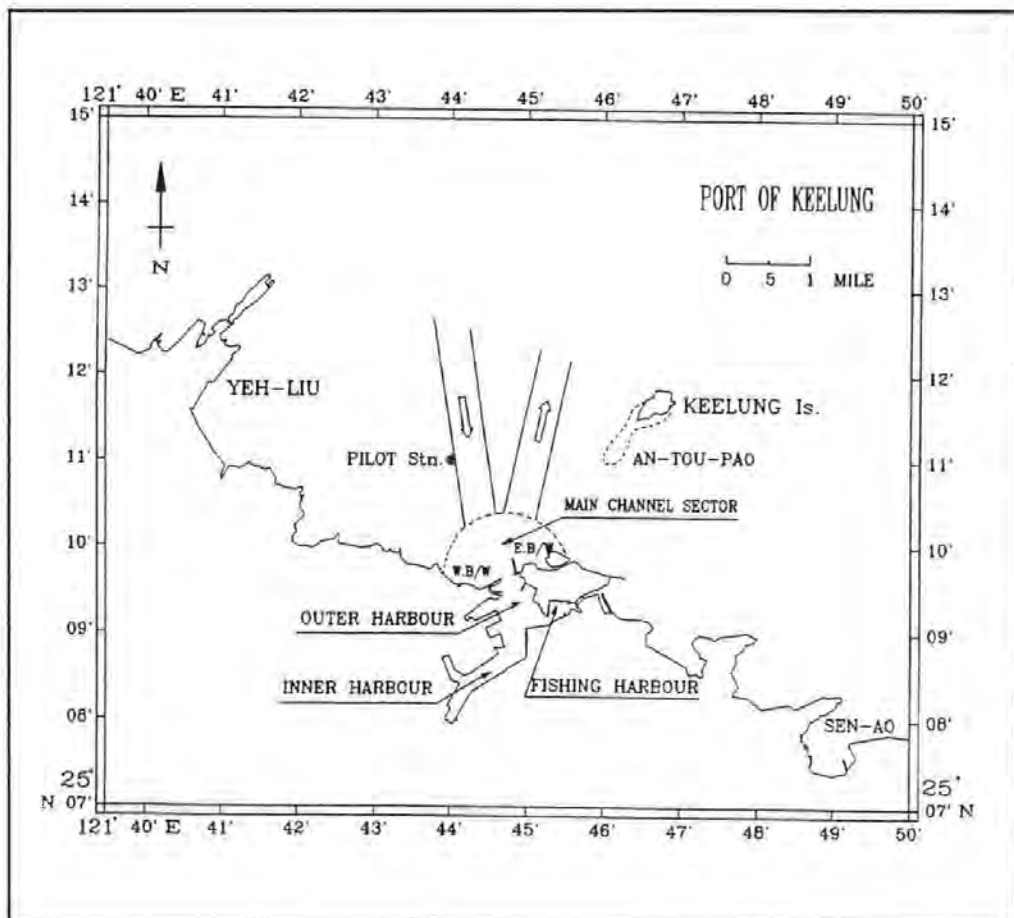 121° 40' E 41' 42' 43' 44' 45' 46' 47' 48' 49' 50'
15' 15'
14' 14'
13' 13'
12' 12'
11' 11'
10' 10'
09' 09'
08' 08'
25° 25°
N 07' 07' N
121° 40' E 41' 42' 43' 44' 45' 46' 47' 48' 49' 50'
PORT OF KEELUNG
N
0 .5 1 MILE
YEH-LIU
KEELUNG Is.
PILOT Stn.
AN-TOU-PAO
MAIN CHANNEL SECTOR
E.B/W
W.B/W
OUTER HARBOUR
INNER HARBOUR
FISHING HARBOUR
SEN-AO